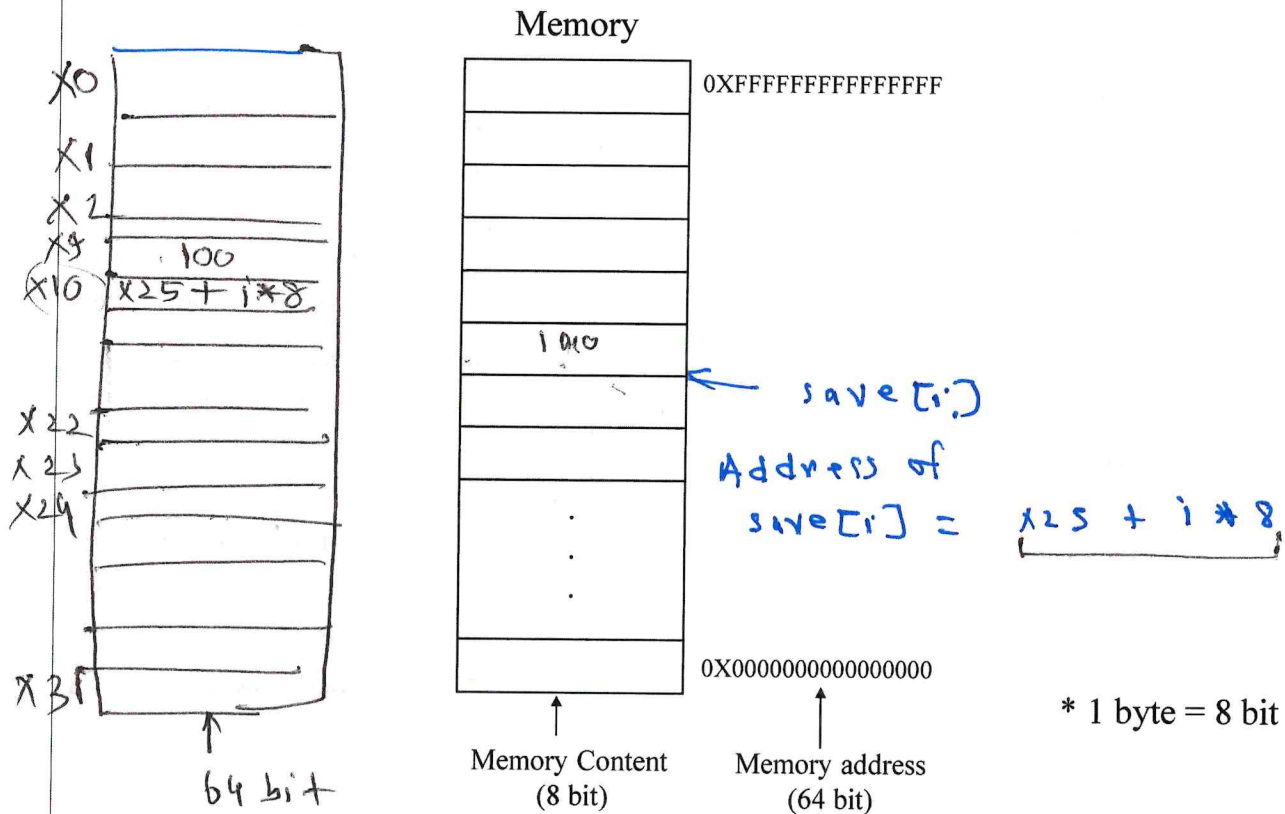 Memory
X0
X1
X2
X9
100
X10
X25 + i*8
X22
X23
X24
X31
64 bit
0XFFFFFFFFFFFFFFFF
save[i]
Address of
save[i] = X25 + i * 8
0X0000000000000000
Memory Content
(8 bit)
Memory address
(64 bit)
* 1 byte = 8 bit